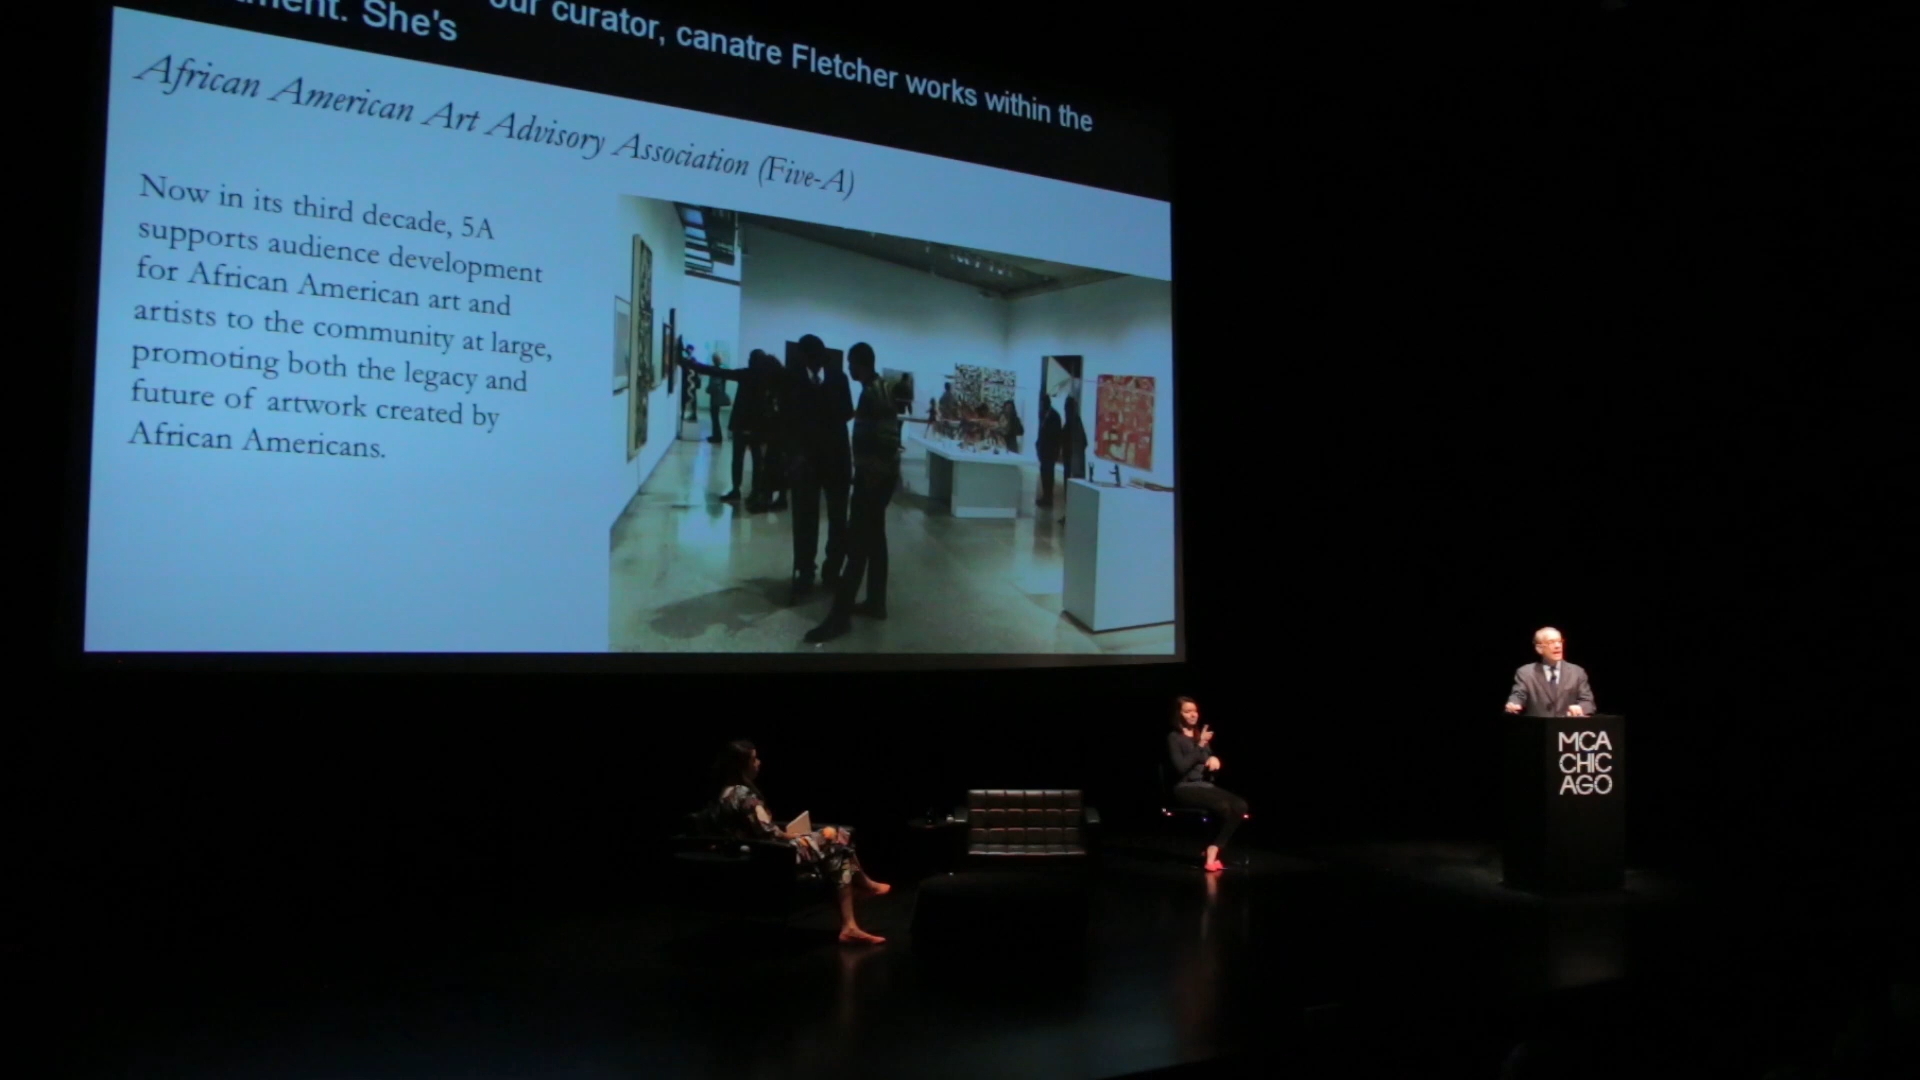 our curator, canatre Fletcher works within the
She's
African American Art Advisory Association (Five-A)
Now in its third decade, 5A
supports audience development
for African American art and
artists to the community at large,
promoting both the legacy and
future of artwork created by
African Americans.
MCA
CHIC
AGO